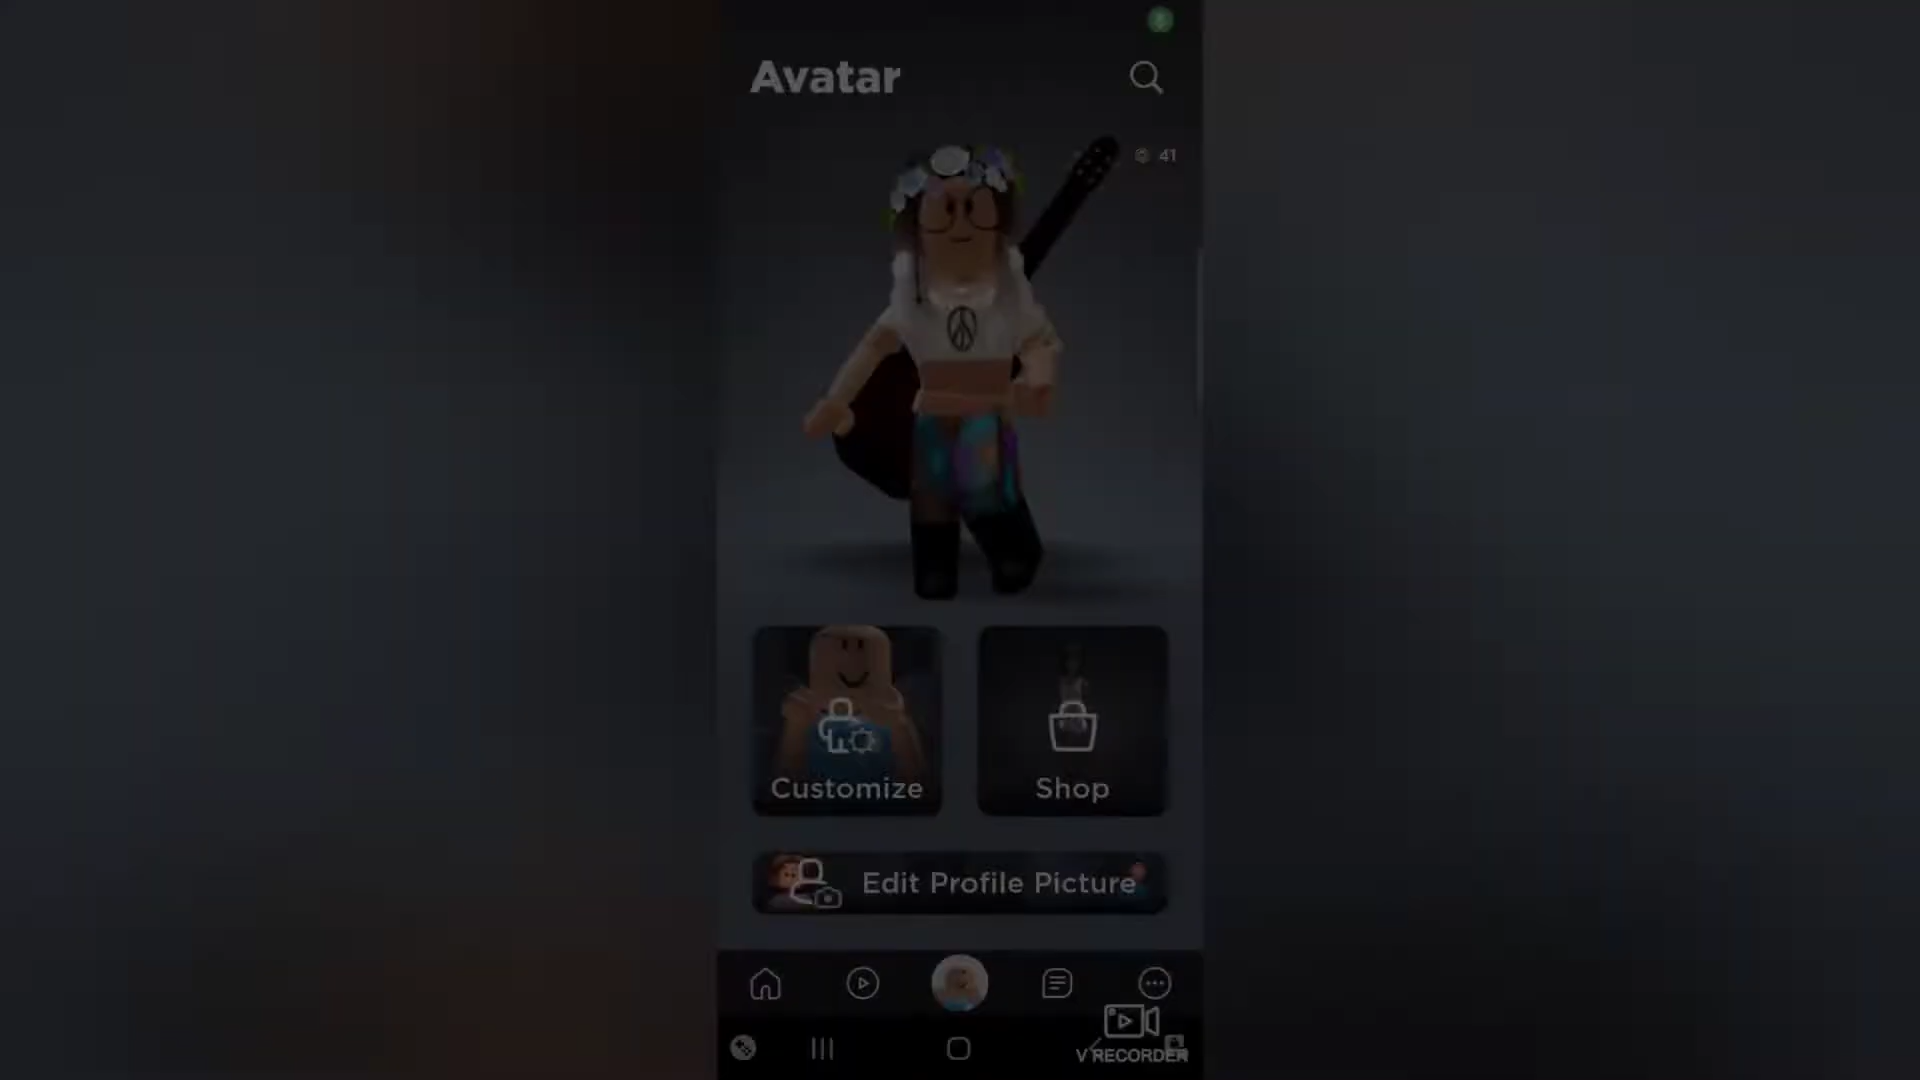 Avatar
41
Customize
Shop
Edit Profile Picture
V RECORDER